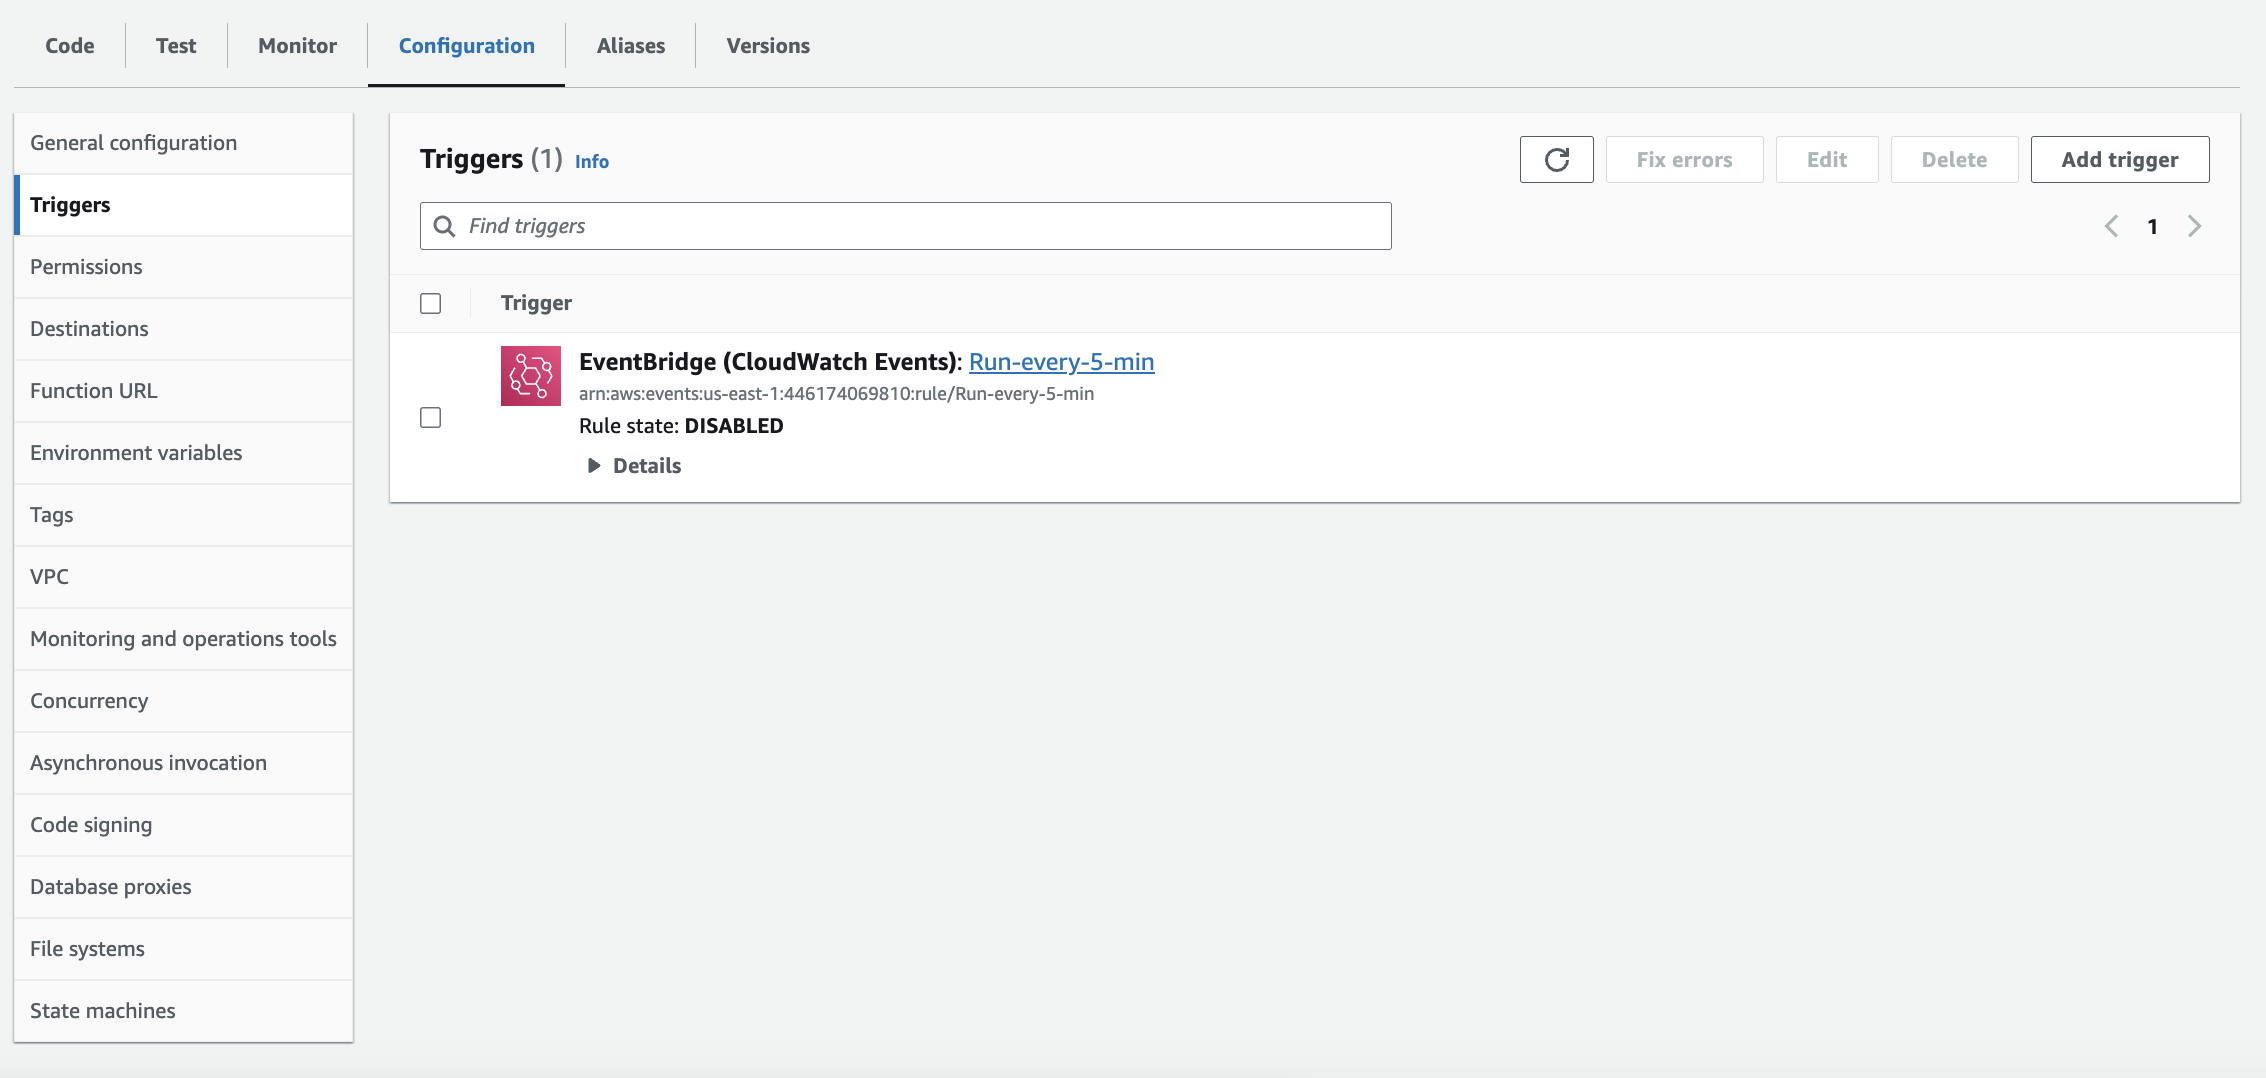 Code Test Monitor Configuration Aliases Versions
General configuration
Triggers
Permissions
Destinations
Function URL
Environment variables
Tags
VPC
Monitoring and operations tools
Concurrency
Asynchronous invocation
Code signing
Database proxies
File systems
State machines
Triggers (1) Info
Fix errors Edit Delete Add trigger
Find triggers
1
Trigger
EventBridge (CloudWatch Events): Run-every-5-min
arn:aws:events:us-east-1:446174069810:rule/Run-every-5-min
Rule state: DISABLED
Details